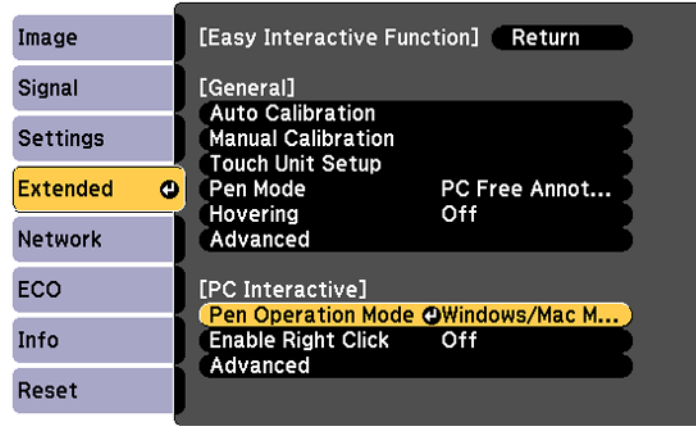 Image
Signal
Settings
Extended
Network
ECO
Info
Reset
[Easy Interactive Function] Return
[General]
Auto Calibration
Manual Calibration
Touch Unit Setup
Pen Mode PC Free Annot...
Hovering Off
Advanced
[PC Interactive]
Pen Operation Mode Windows/Mac M...
Enable Right Click Off
Advanced